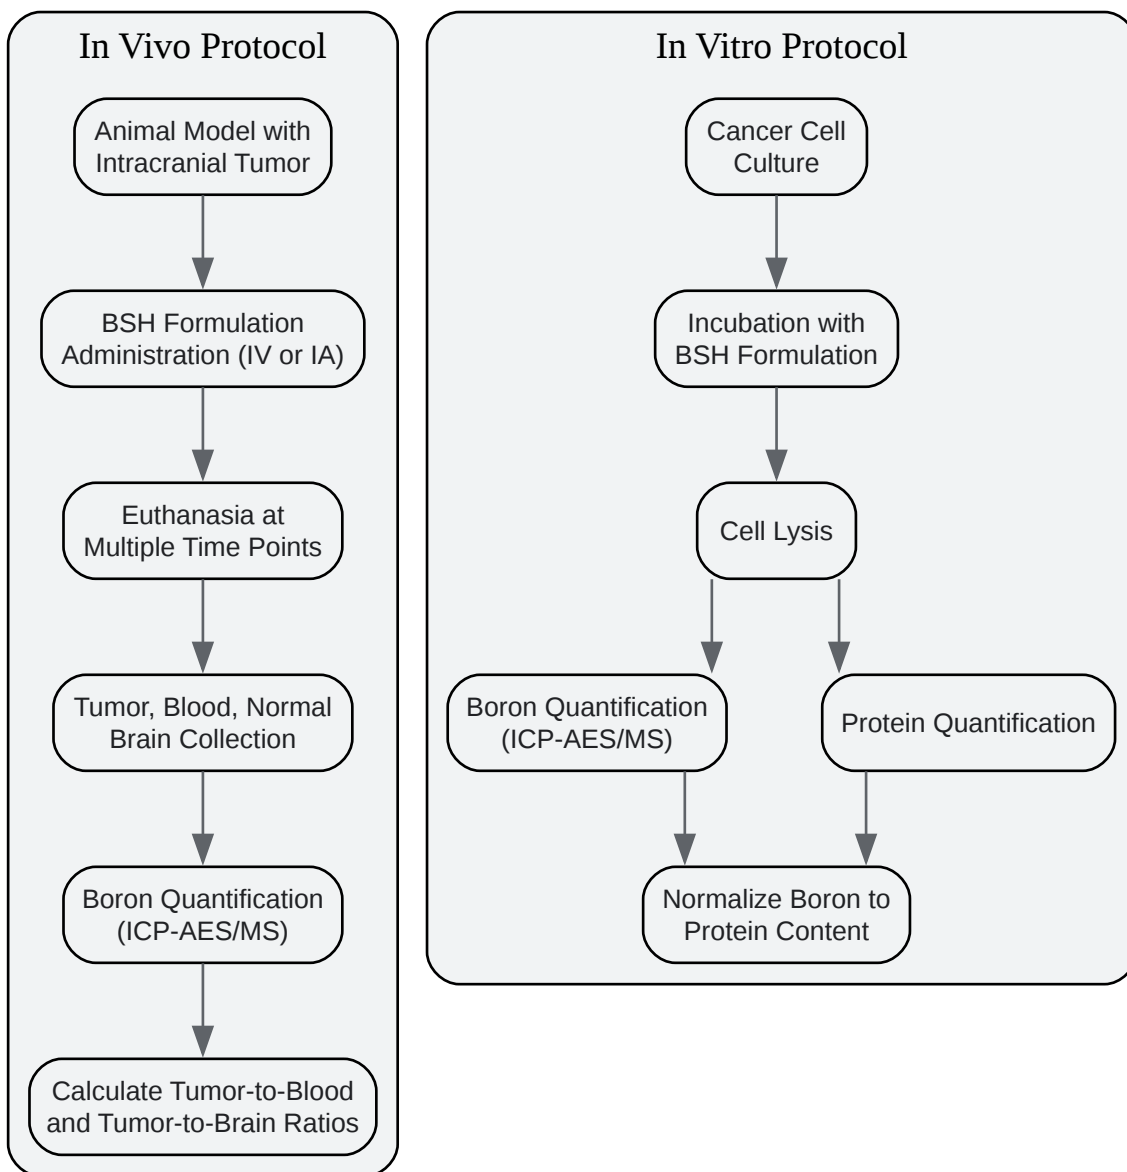 In Vivo Protocol
Animal Model with
Intracranial Tumor
BSH Formulation
Administration (IV or IA)
Euthanasia at
Multiple Time Points
Tumor, Blood, Normal
Brain Collection
Boron Quantification
(ICP-AES/MS)
Calculate Tumor-to-Blood
and Tumor-to-Brain Ratios
In Vitro Protocol
Cancer Cell
Culture
Incubation with
BSH Formulation
Cell Lysis
Boron Quantification
(ICP-AES/MS)
Protein Quantification
Normalize Boron to
Protein Content